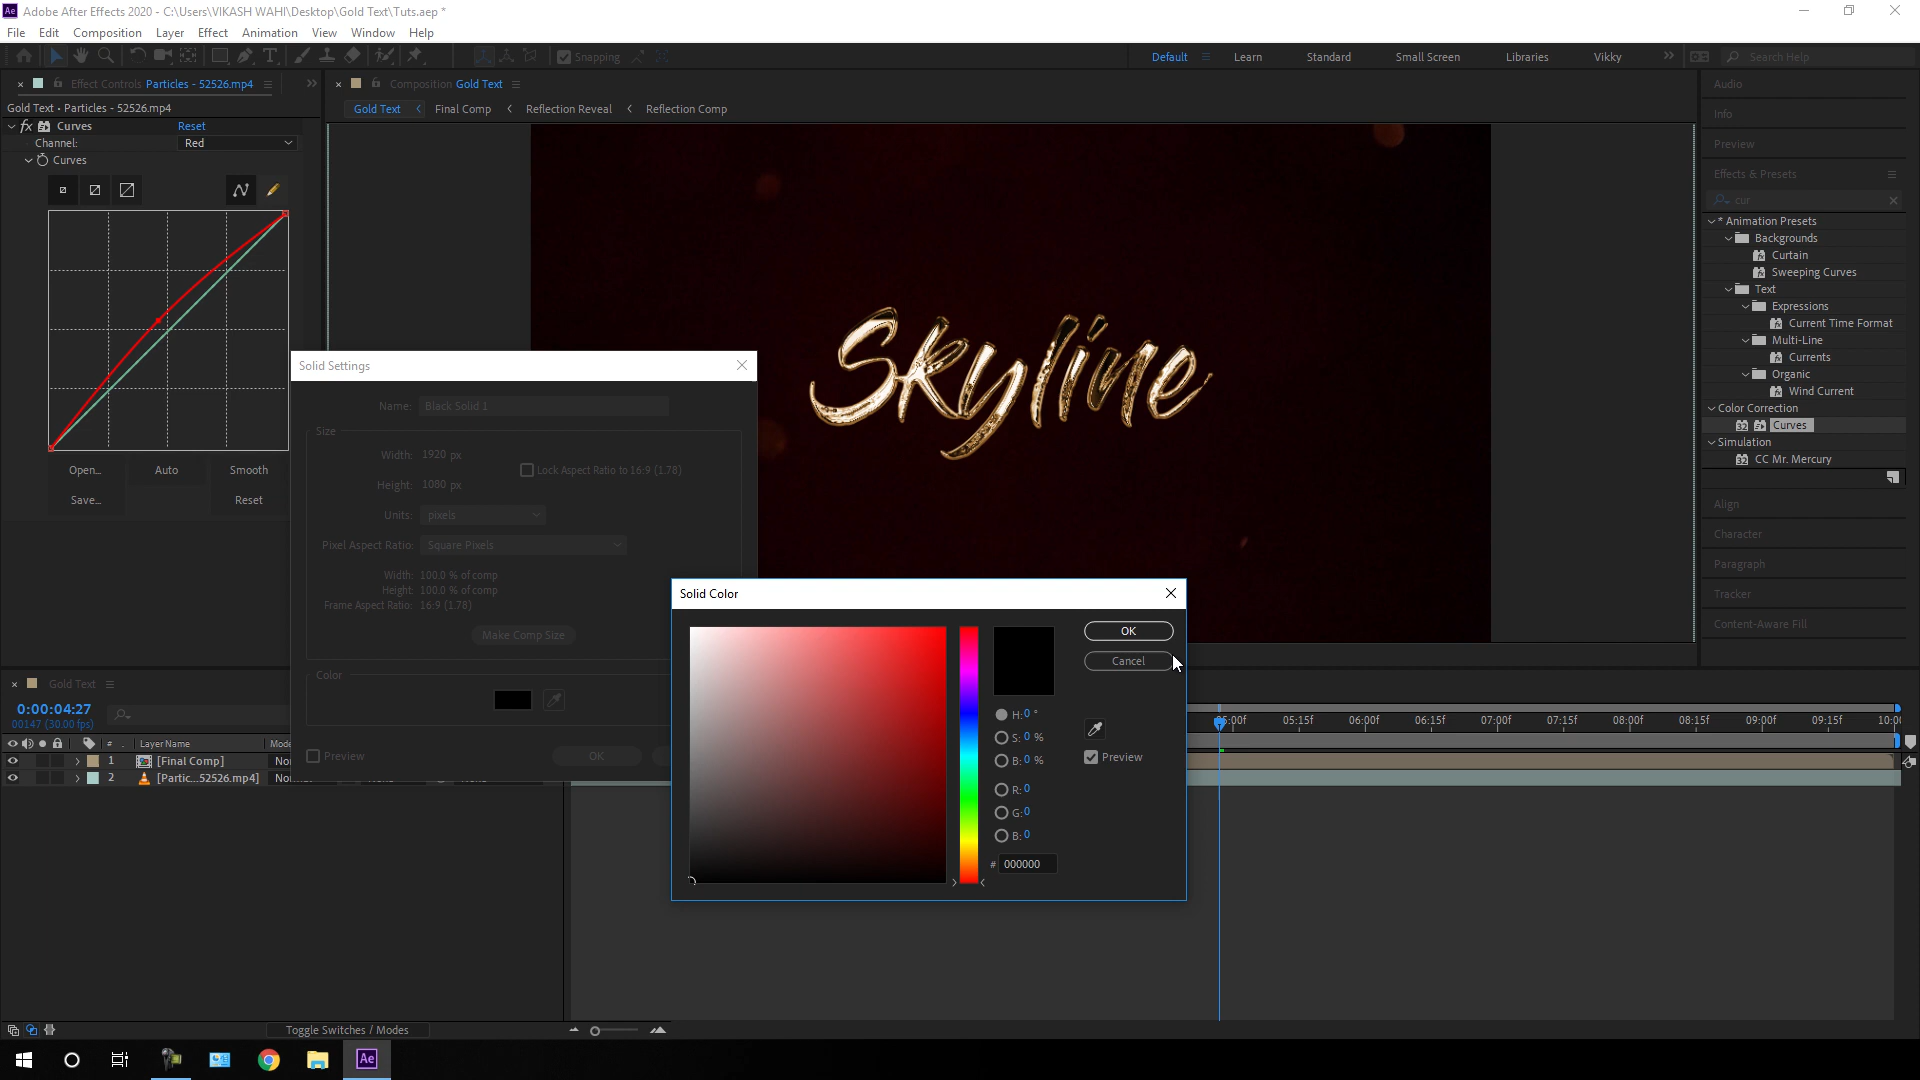 Adobe After Effects 2020 - C:\Users\VIKASH WAHI\Desktop\Gold Text\Tuts.aep *
File Edit Composition Layer Effect Animation View Window Help
Snapping
Default Learn Standard Small Screen Libraries Vikky
Search Help
Effect Controls Particles - 52526.mp4
Composition Gold Text
Gold Text • Particles - 52526.mp4
Gold Text Final Comp Reflection Reveal Reflection Comp
fx Curves Reset
Channel: Red
Curves
Open... Auto Smooth
Save... Reset
Skyline
Audio
Info
Preview
Effects & Presets
cur
* Animation Presets
Backgrounds
Curtain
Sweeping Curves
Text
Expressions
Current Time Format
Multi-Line
Currents
Organic
Wind Current
Color Correction
Curves
Simulation
CC Mr. Mercury
Align
Character
Paragraph
Tracker
Content-Aware Fill
Solid Settings
Name: Black Solid 1
Size
Width: 1920 px
Lock Aspect Ratio to 16:9 (1.78)
Height: 1080 px
Units: pixels
Pixel Aspect Ratio: Square Pixels
Width: 100.0 % of comp
Height: 100.0 % of comp
Frame Aspect Ratio: 16:9 (1.78)
Make Comp Size
Color
Preview OK
Solid Color
OK
Cancel
H: 0 °
S: 0 %
B: 0 %
Preview
R: 0
G: 0
B: 0
# 000000
Gold Text
0:00:04:27
00147 (30.00 fps)
05:00f 05:15f 06:00f 06:15f 07:00f 07:15f 08:00f 08:15f 09:00f 09:15f
# Layer Name
1 [Final Comp]
2 [Partic...52526.mp4]
Toggle Switches / Modes
Ae